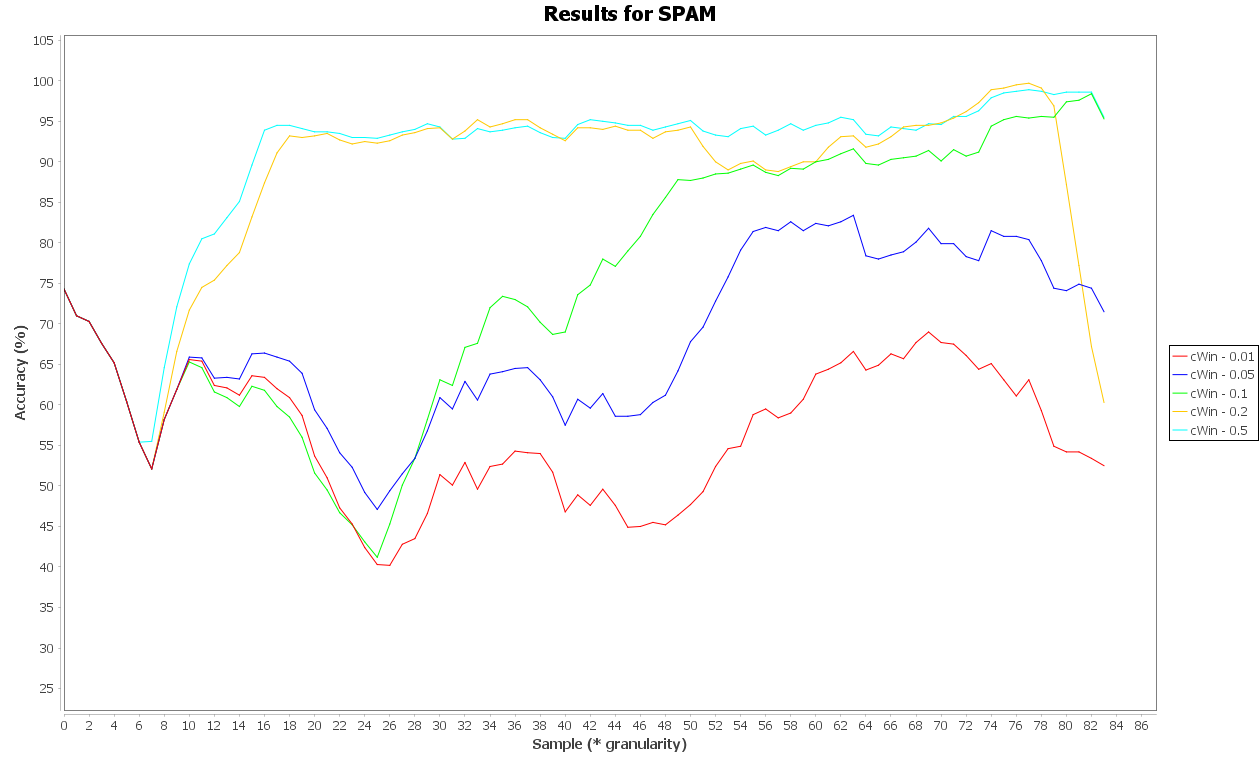 Results for SPAM
105
100
95
90
85
80
75
70
65
60
55
50
45
40
35
30
25
Accuracy (%)
0 2 4 6 8 10 12 14 16 18 20 22 24 26 28 30 32 34 36 38 40 42 44 46 48 50 52 54 56 58 60 62 64 66 68 70 72 74 76 78 80 82 84 86
Sample (* granularity)
cWin - 0.01
cWin - 0.05
cWin - 0.1
cWin - 0.2
cWin - 0.5